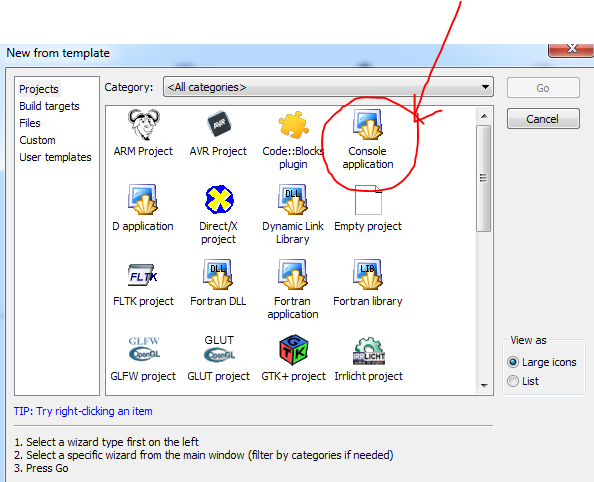 New from template
Projects
Build targets
Files
Custom
User templates
Category:
<All categories>
Go
Cancel
ARM Project
AVR
AVR Project
Code::Blocks
plugin
Console
application
D application
Direct/X
project
DLL
Dynamic Link
Library
Empty project
FLTK
FLTK project
DLL
Fortran DLL
Fortran
application
LIB
Fortran library
GLFW
OpenGL
GLFW project
GLUT
OpenGL
GLUT project
GTK
GTK+ project
IRRLICHT
Irrlicht project
View as
Large icons
List
TIP: Try right-clicking an item
1. Select a wizard type first on the left
2. Select a specific wizard from the main window (filter by categories if needed)
3. Press Go